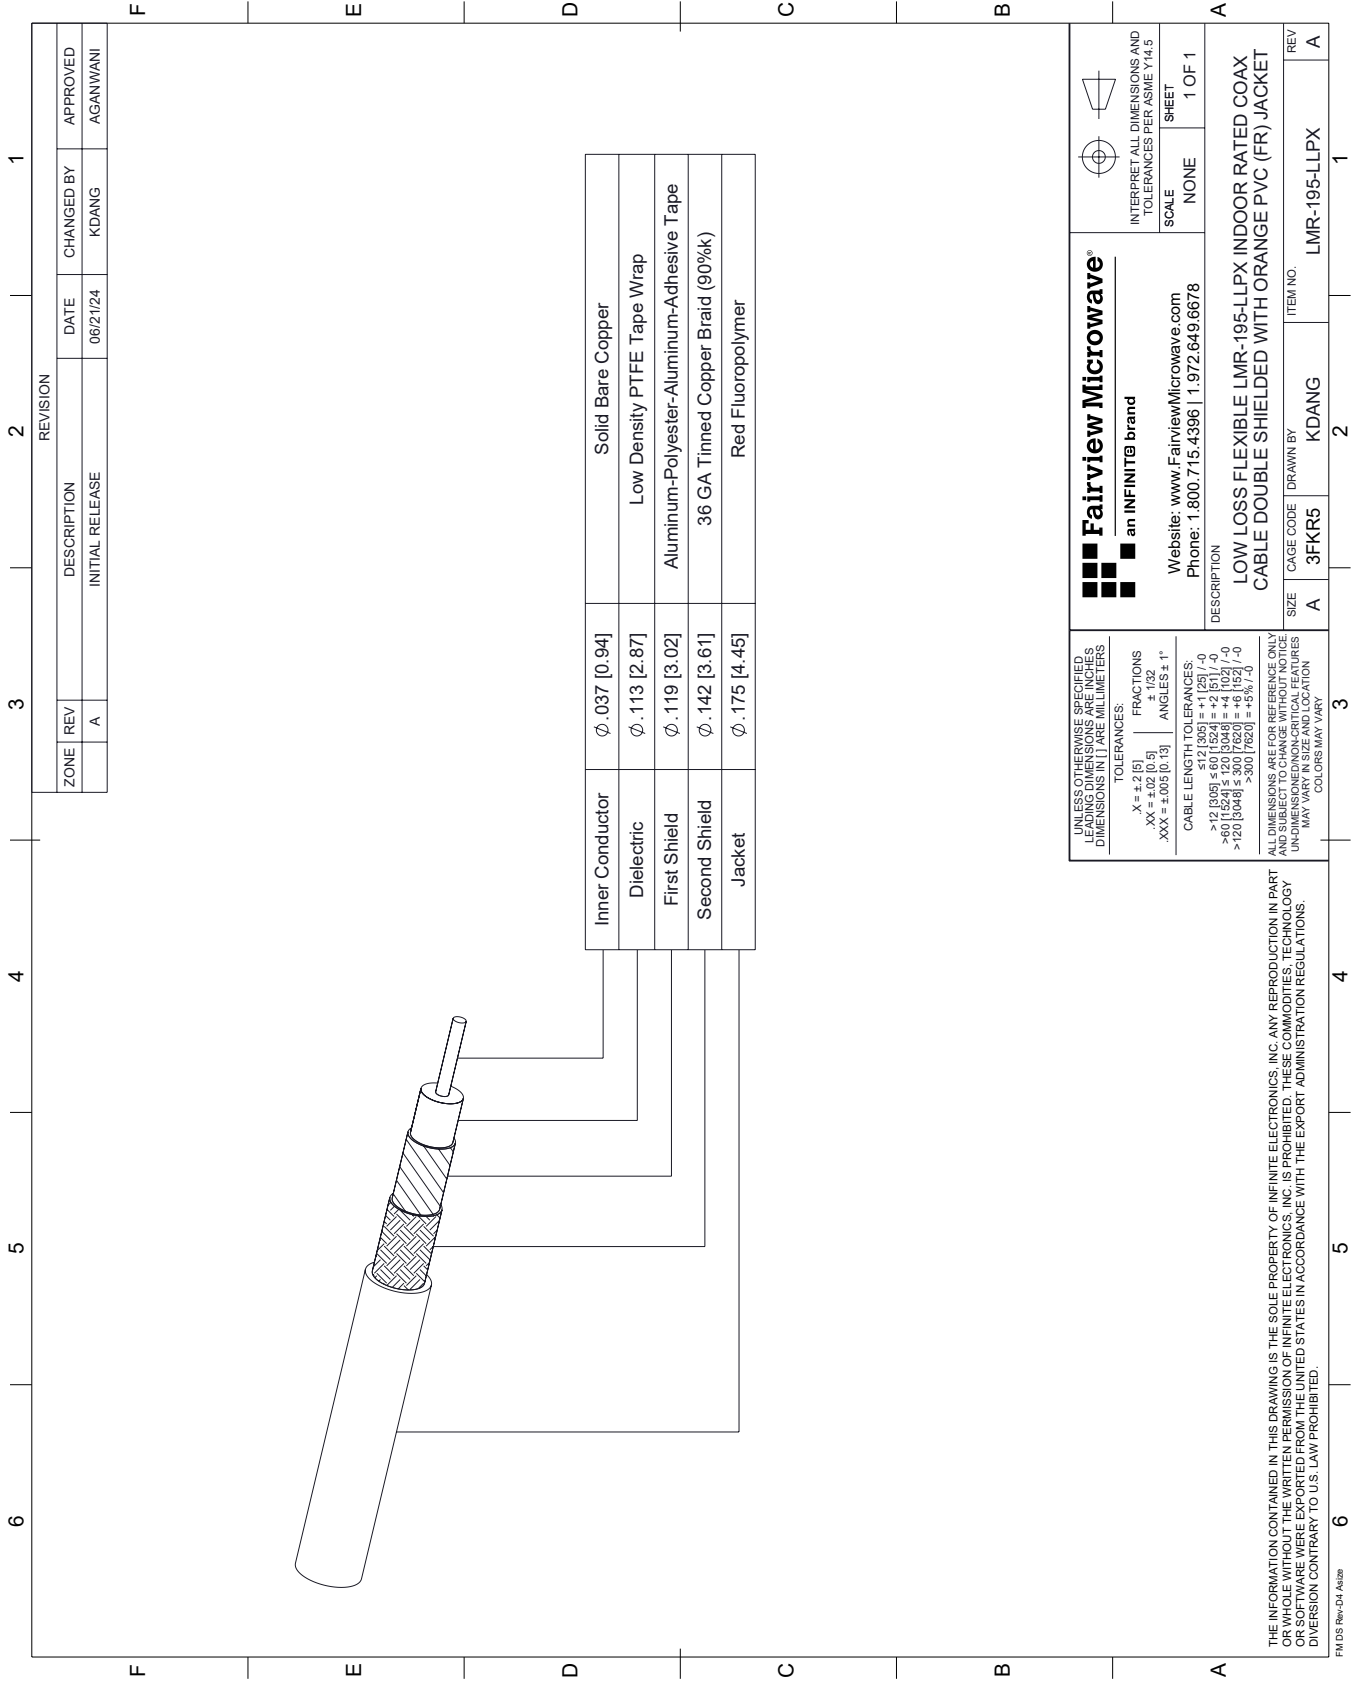 6
5
4
3
2
1
F
E
D
C
B
A
F
E
D
C
B
A
REVISION
ZONE REV DESCRIPTION DATE CHANGED BY APPROVED
A INITIAL RELEASE 06/21/24 KDANG AGANWANI
Inner Conductor Ø.037 [0.94] Solid Bare Copper
Dielectric Ø.113 [2.87] Low Density PTFE Tape Wrap
First Shield Ø.119 [3.02] Aluminum-Polyester-Aluminum-Adhesive Tape
Second Shield Ø.142 [3.61] 36 GA Tinned Copper Braid (90%k)
Jacket Ø.175 [4.45] Red Fluoropolymer
UNLESS OTHERWISE SPECIFIED
LEADING DIMENSIONS ARE INCHES
DIMENSIONS IN [ ] ARE MILLIMETERS
TOLERANCES:
.X = ±.2 [5]
.XX = ±.02 [0.5]
.XXX = ±.005 [0.13]
FRACTIONS
± 1/32
ANGLES ± 1°
CABLE LENGTH TOLERANCES:
≤12 [305] = +1 [25] / -0
>12 [305] ≤ 60 [1524] = +2 [51] / -0
>60 [1524] ≤ 120 [3048] = +4 [102] / -0
>120 [3048] ≤ 300 [7620] = +6 [152] / -0
>300 [7620] = +5% / -0
ALL DIMENSIONS ARE FOR REFERENCE ONLY
AND SUBJECT TO CHANGE WITHOUT NOTICE.
UN-DIMENSIONED/NON-CRITICAL FEATURES
MAY VARY IN SIZE AND LOCATION
COLORS MAY VARY
Fairview Microwave®
an INFINIT® brand
Website: www.FairviewMicrowave.com
Phone: 1.800.715.4396 | 1.972.649.6678
INTERPRET ALL DIMENSIONS AND
TOLERANCES PER ASME Y14.5
SCALE
NONE
SHEET
1 OF 1
DESCRIPTION
LOW LOSS FLEXIBLE LMR-195-LLPX INDOOR RATED COAX
CABLE DOUBLE SHIELDED WITH ORANGE PVC (FR) JACKET
SIZE
A
CAGE CODE
3FKR5
DRAWN BY
KDANG
ITEM NO.
LMR-195-LLPX
REV
A
THE INFORMATION CONTAINED IN THIS DRAWING IS THE SOLE PROPERTY OF INFINITE ELECTRONICS, INC. ANY REPRODUCTION IN PART
OR WHOLE WITHOUT THE WRITTEN PERMISSION OF INFINITE ELECTRONICS, INC. IS PROHIBITED. THESE COMMODITIES, TECHNOLOGY
OR SOFTWARE WERE EXPORTED FROM THE UNITED STATES IN ACCORDANCE WITH THE EXPORT ADMINISTRATION REGULATIONS.
DIVERSION CONTRARY TO U.S. LAW PROHIBITED.
FM DS Rev-D4 Asize
6
5
4
3
2
1